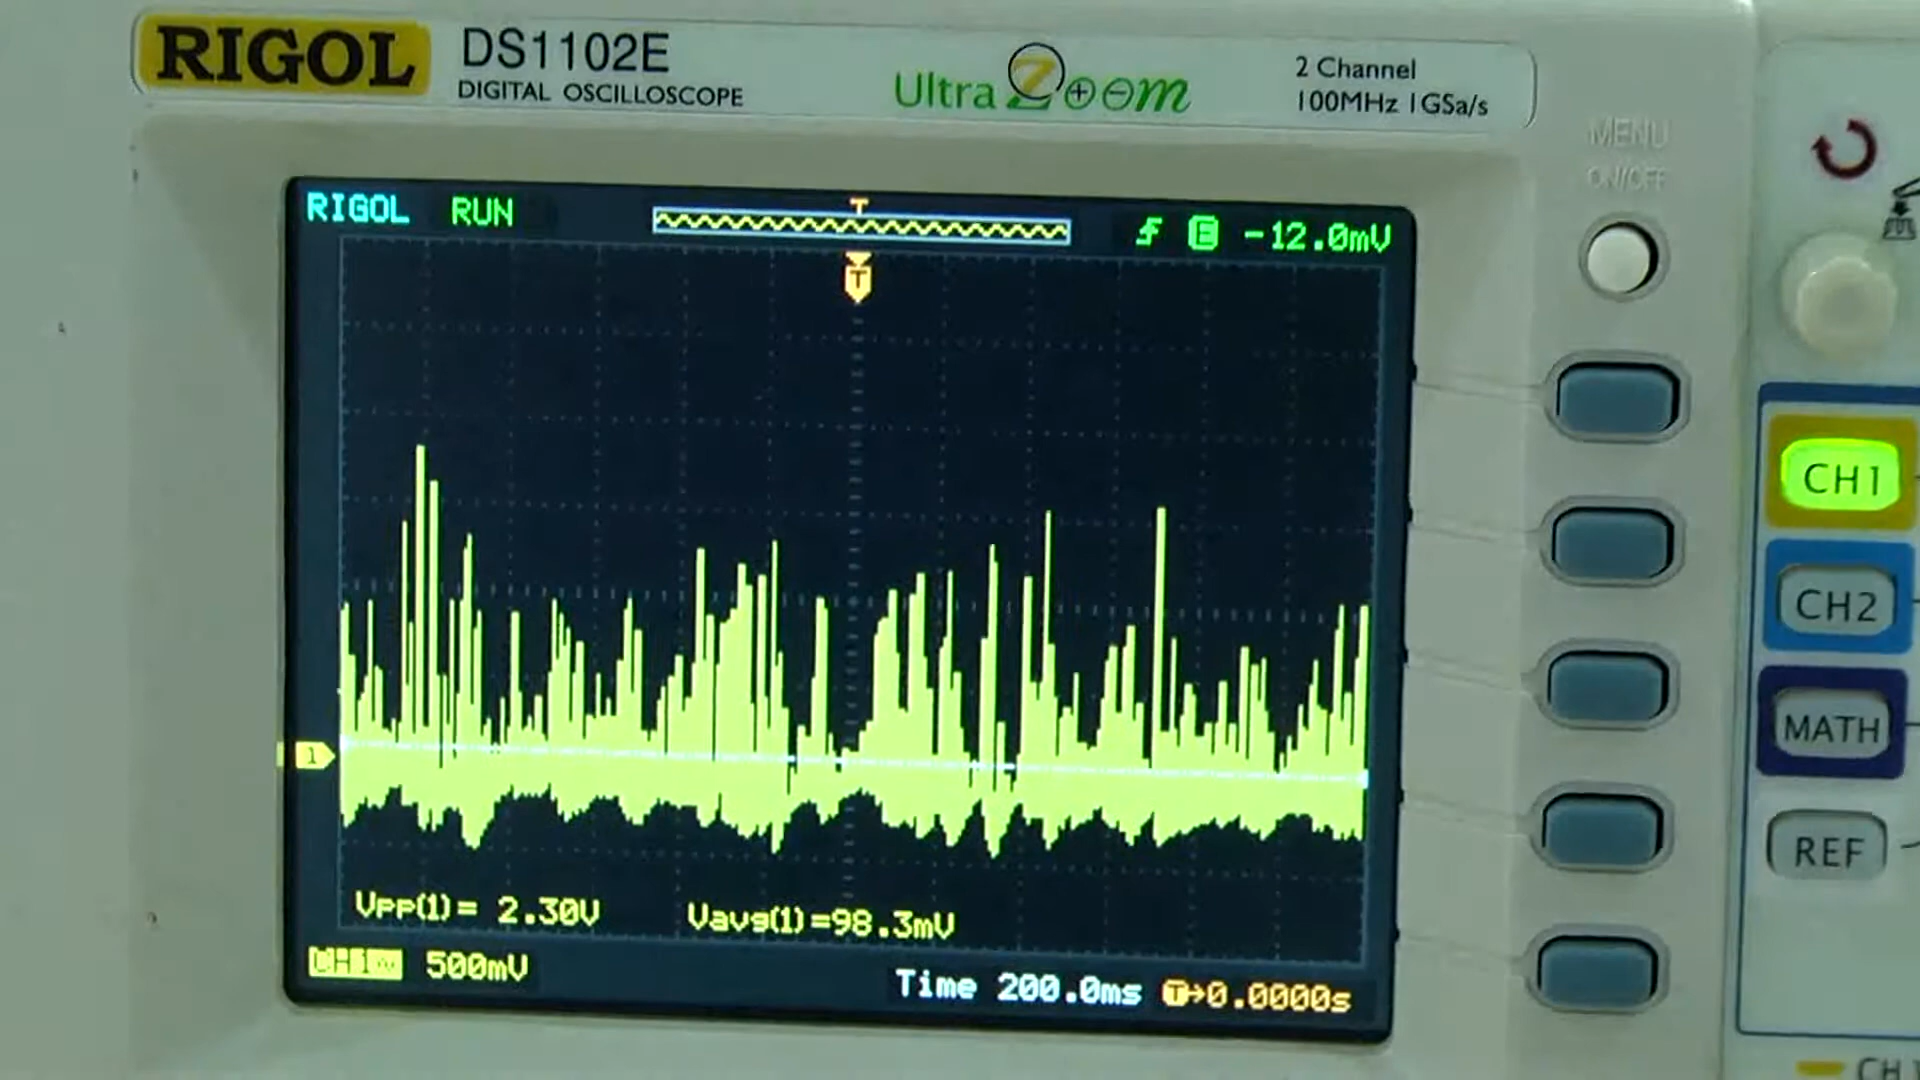 RIGOL DS1102E
DIGITAL OSCILLOSCOPE
UltraZoom
2 Channel
100MHz 1GSa/s
MENU
ON/OFF
RIGOL RUN
T
E -12.0mV
T
1
Vpp(1)= 2.30V Vavg(1)=98.3mV
500mV
Time 200.0ms T→0.0000s
CH1
CH2
MATH
REF